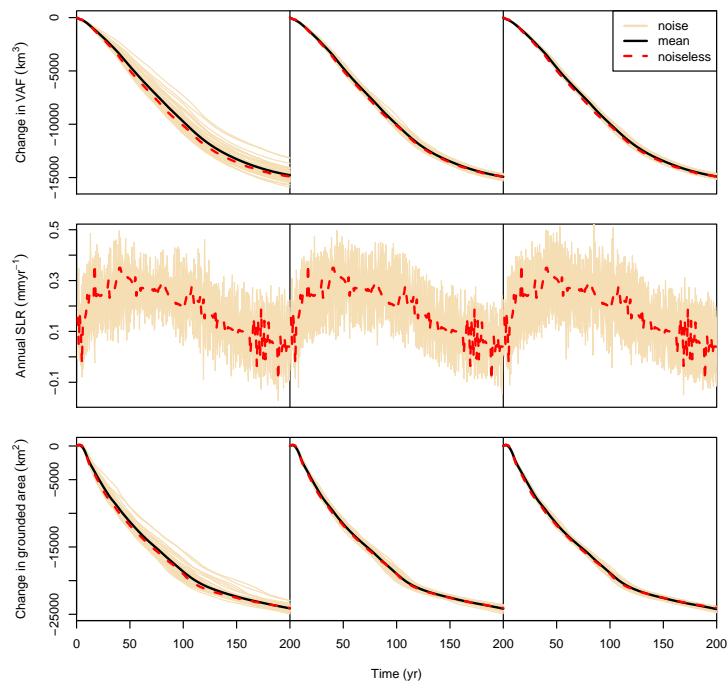 Change in VAF (km³)
0
−5000
−10000
−15000
noise
mean
noiseless
Annual SLR (mmyr⁻¹)
0.5
0.3
0.1
−0.1
Change in grounded area (km²)
0
−5000
−15000
−25000
0 50 100 150 200 50 100 150 200 50 100 150 200
Time (yr)